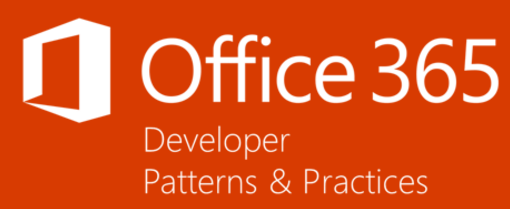 Office 365
Developer
Patterns & Practices